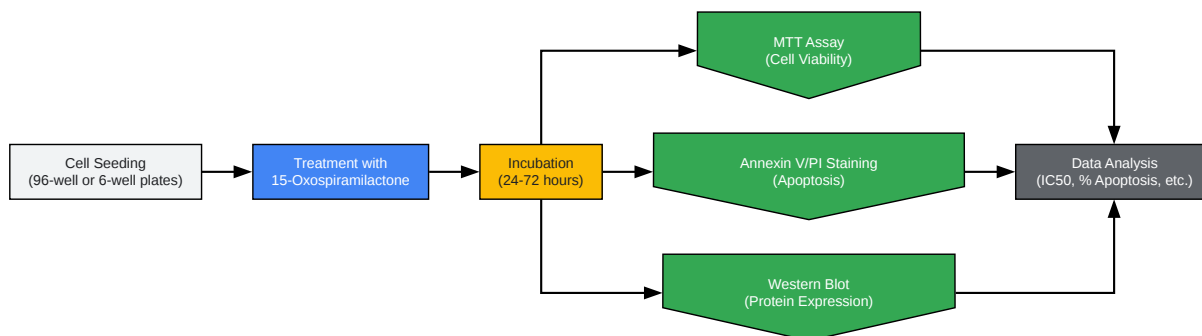 Cell Seeding
(96-well or 6-well plates)
Treatment with
15-Oxospiramilactone
Incubation
(24-72 hours)
MTT Assay
(Cell Viability)
Annexin V/PI Staining
(Apoptosis)
Western Blot
(Protein Expression)
Data Analysis
(IC50, % Apoptosis, etc.)